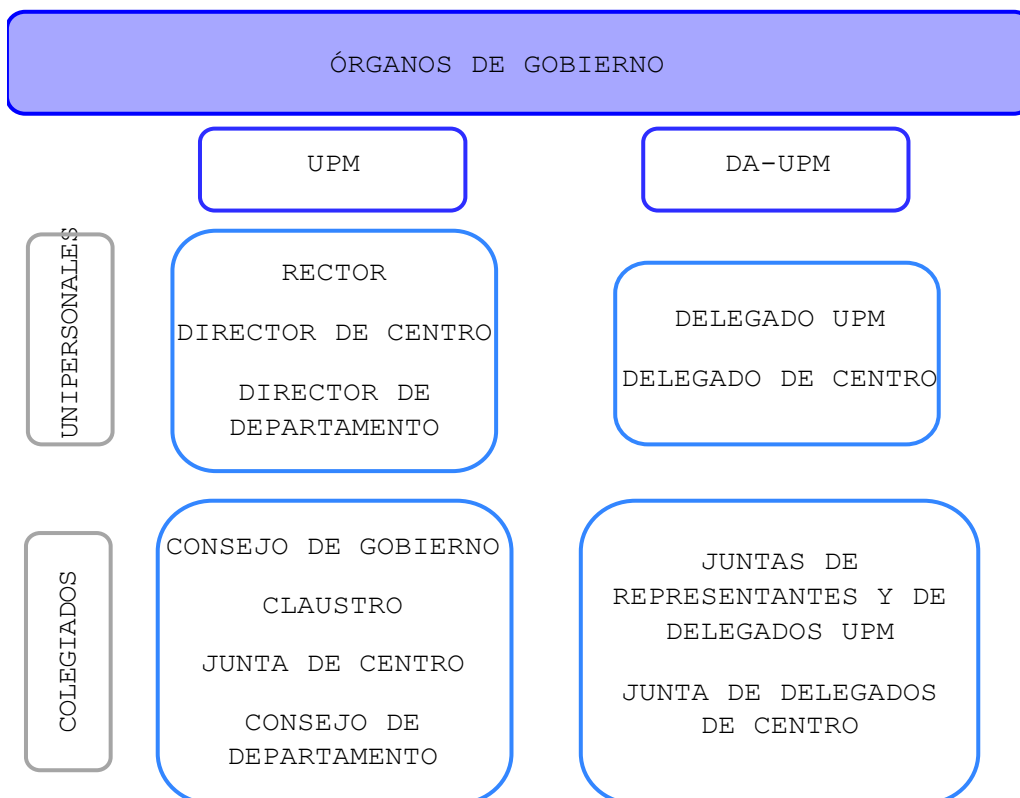 ÓRGANOS DE GOBIERNO
UPM
DA-UPM
UNIPERSONALES
RECTOR
DIRECTOR DE CENTRO
DIRECTOR DE
DEPARTAMENTO
DELEGADO UPM
DELEGADO DE CENTRO
COLEGIADOS
CONSEJO DE GOBIERNO
CLAUSTRO
JUNTA DE CENTRO
CONSEJO DE
DEPARTAMENTO
JUNTAS DE
REPRESENTANTES Y DE
DELEGADOS UPM
JUNTA DE DELEGADOS
DE CENTRO